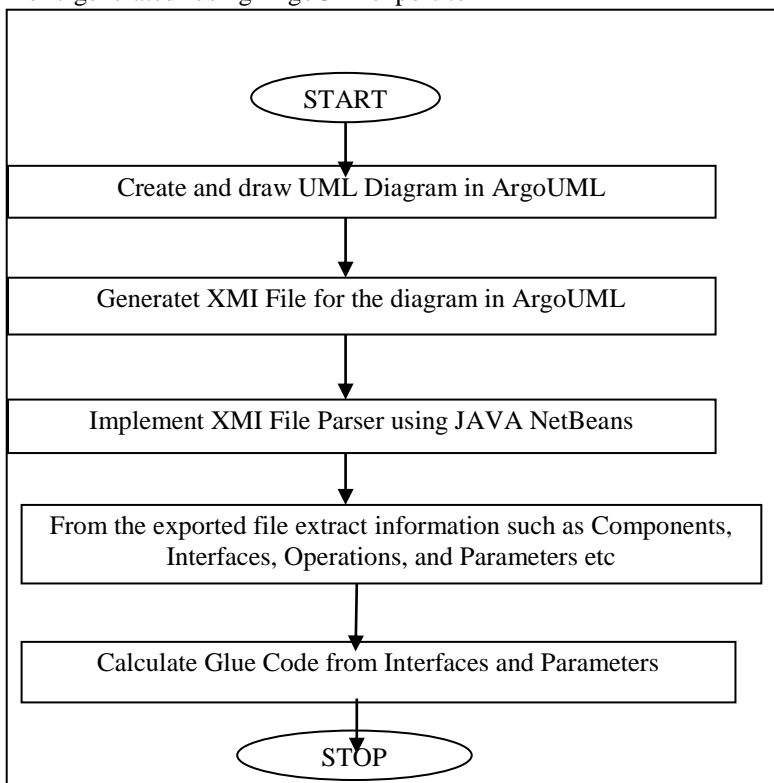 START
Create and draw UML Diagram in ArgoUML
Generatet XMI File for the diagram in ArgoUML
Implement XMI File Parser using JAVA NetBeans
From the exported file extract information such as Components,
Interfaces, Operations, and Parameters etc
Calculate Glue Code from Interfaces and Parameters
STOP